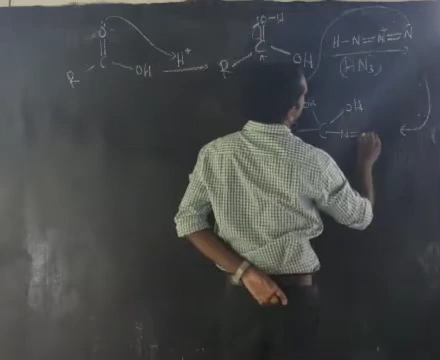 O
H⁺
R C OH
O-H
R C OH
H-N=N⁺=N̄
(HN₃)
OH OH
C-N=